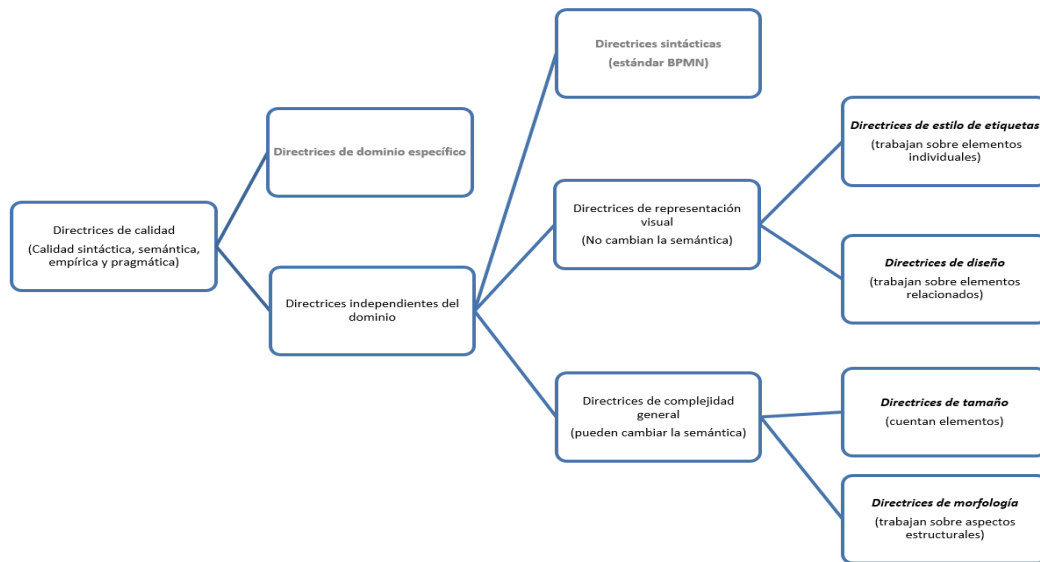 Directrices de calidad
(Calidad sintáctica, semántica,
empírica y pragmática)
Directrices de dominio específico
Directrices independientes del
dominio
Directrices sintácticas
(estándar BPMN)
Directrices de representación
visual
(No cambian la semántica)
Directrices de complejidad
general
(pueden cambiar la semántica)
Directrices de estilo de etiquetas
(trabajan sobre elementos
individuales)
Directrices de diseño
(trabajan sobre elementos
relacionados)
Directrices de tamaño
(cuentan elementos)
Directrices de morfología
(trabajan sobre aspectos
estructurales)